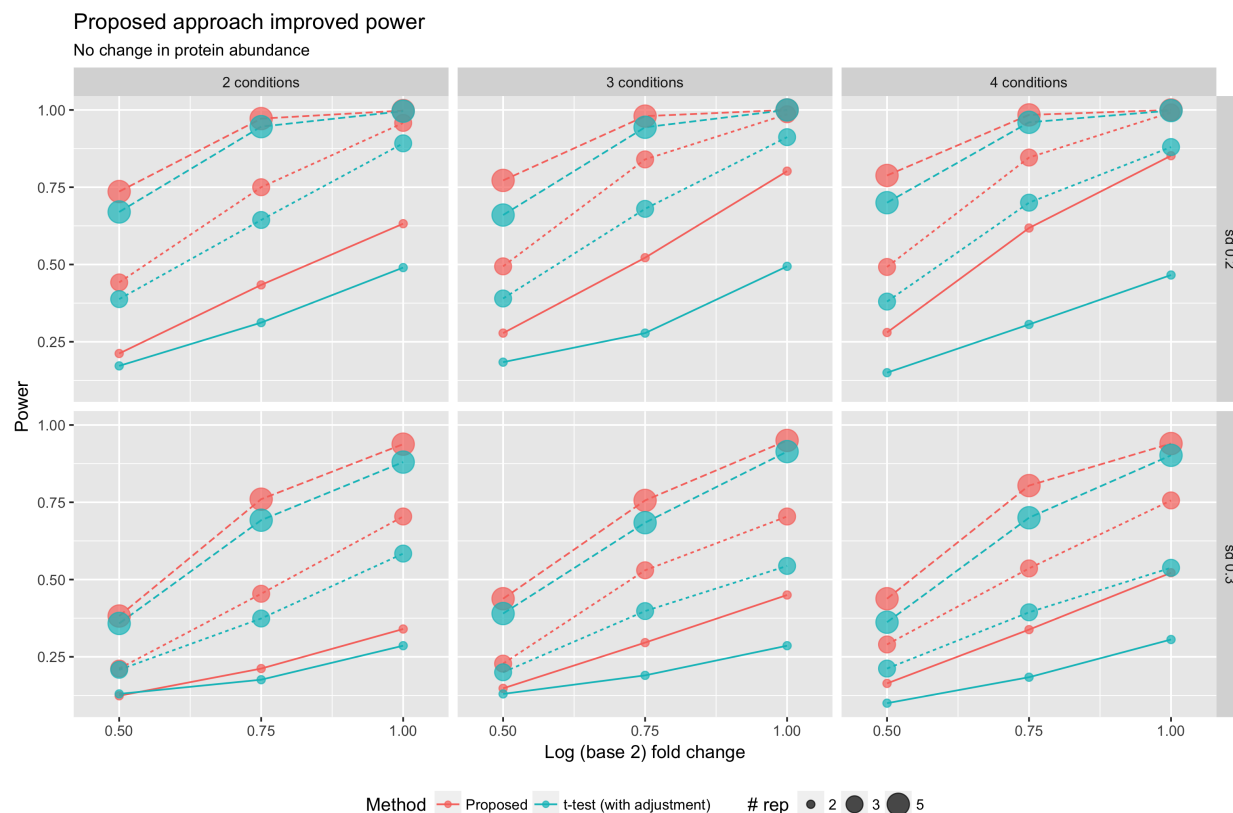 Proposed approach improved power
No change in protein abundance
2 conditions
3 conditions
4 conditions
1.00
0.75
0.50
0.25
sd 0.2
Power
1.00
0.75
0.50
0.25
sd 0.3
0.50 0.75 1.00
0.50 0.75 1.00
0.50 0.75 1.00
Log (base 2) fold change
Method Proposed t-test (with adjustment) # rep 2 3 5